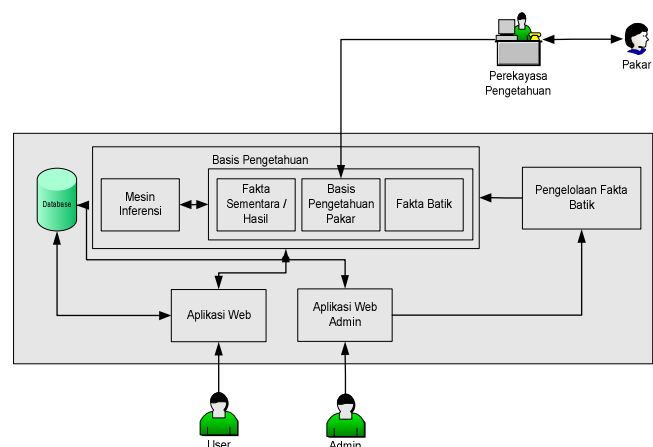 Perekayasa
Pengetahuan
Pakar
Basis Pengetahuan
Database
Mesin
Inferensi
Fakta
Sementara /
Hasil
Basis
Pengetahuan
Pakar
Fakta Batik
Pengelolaan Fakta
Batik
Aplikasi Web
Aplikasi Web
Admin
User
Admin